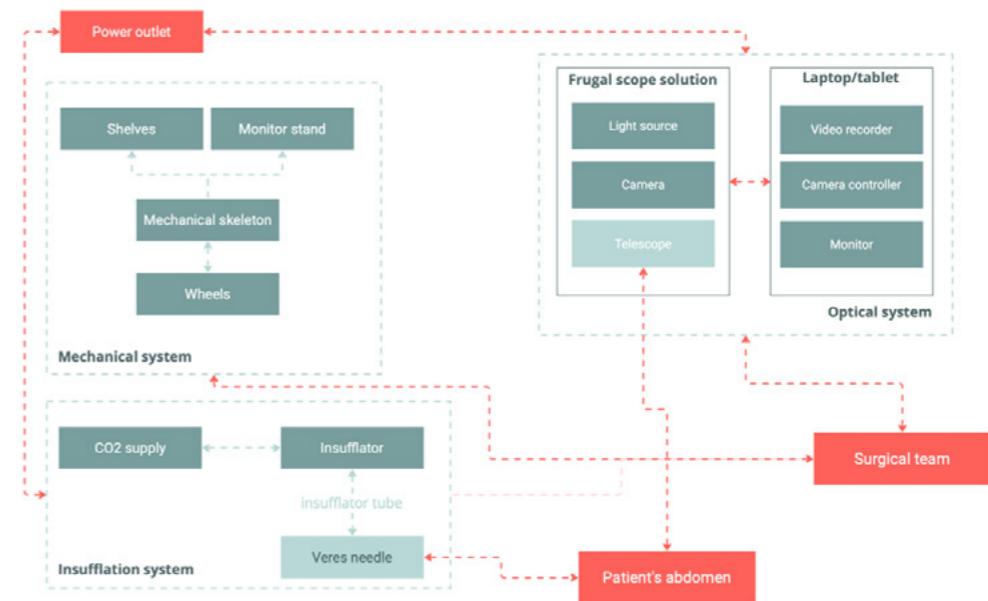 Power outlet
Frugal scope solution
Laptop/tablet
Shelves
Monitor stand
Light source
Video recorder
Camera
Camera controller
Mechanical skeleton
Telescope
Monitor
Wheels
Optical system
Mechanical system
CO2 supply
Insufflator
Surgical team
insufflator tube
Veres needle
Insufflation system
Patient's abdomen